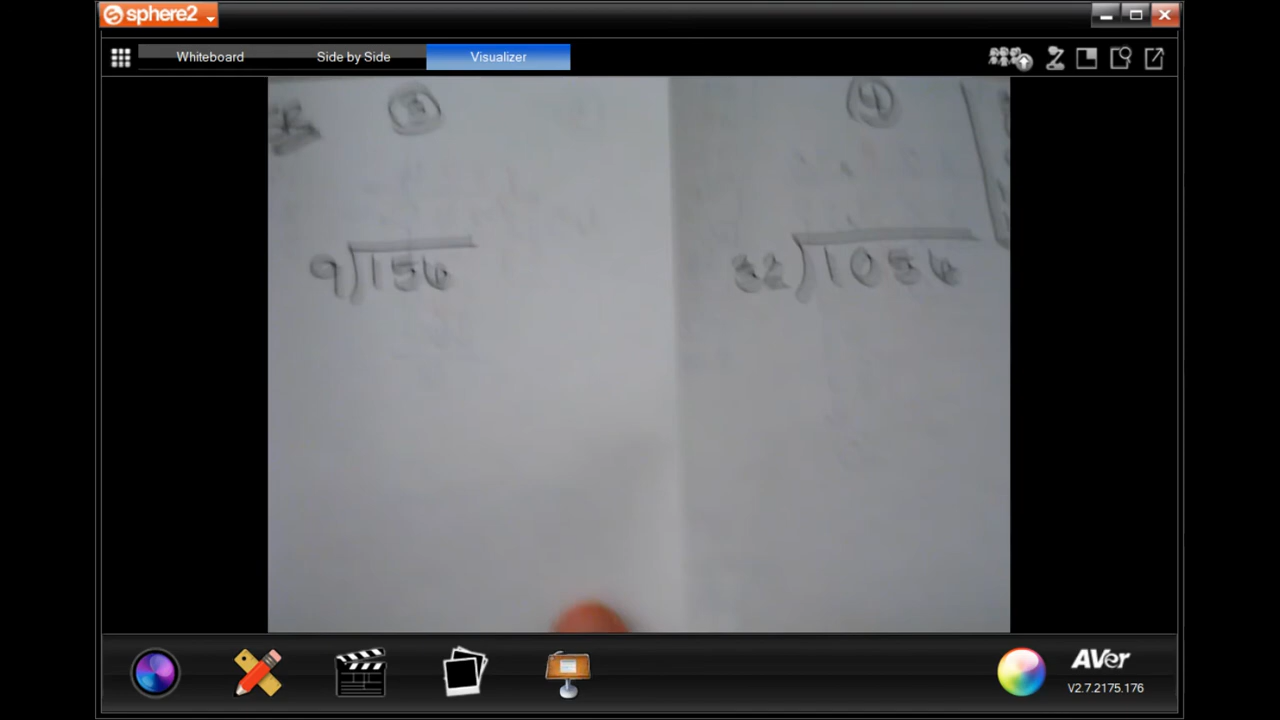 sphere2
Whiteboard Side by Side Visualizer
3 4
9)156
32)1056
AVer
V2.7.2175.176